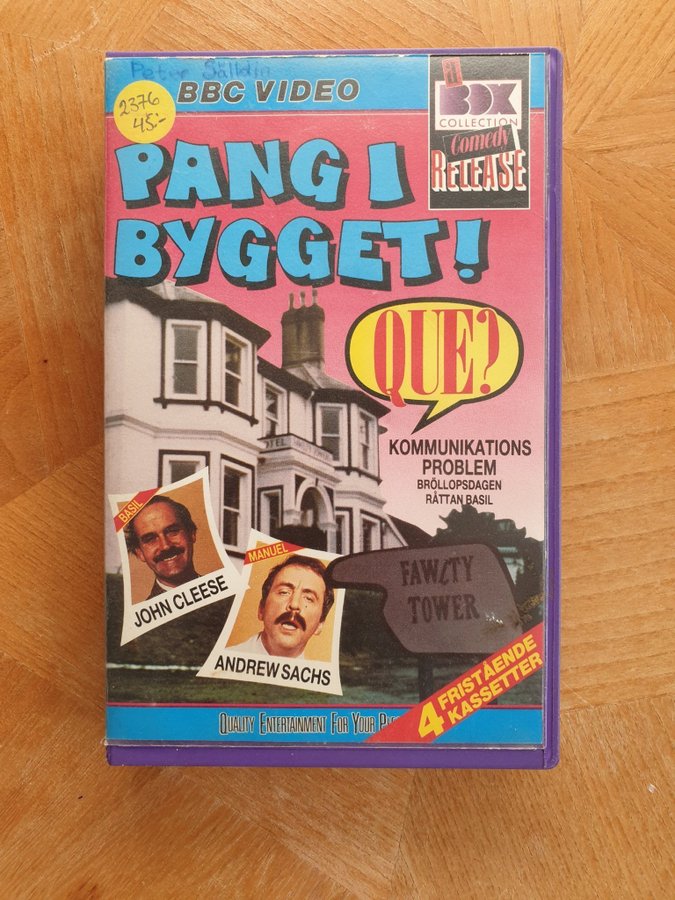 Peter Sälldin
BBC VIDEO
2376
45:-
BOX
COLLECTION
Comedy
RELEASE
PANG I
BYGGET!
QUE?
KOMMUNIKATIONS
PROBLEM
BRÖLLOPSDAGEN
RÅTTAN BASIL
BASIL
JOHN CLEESE
MANUEL
ANDREW SACHS
FAWLTY
TOWER
4 FRISTÅENDE
KASSETTER
QUALITY ENTERTAINMENT FOR YOUR